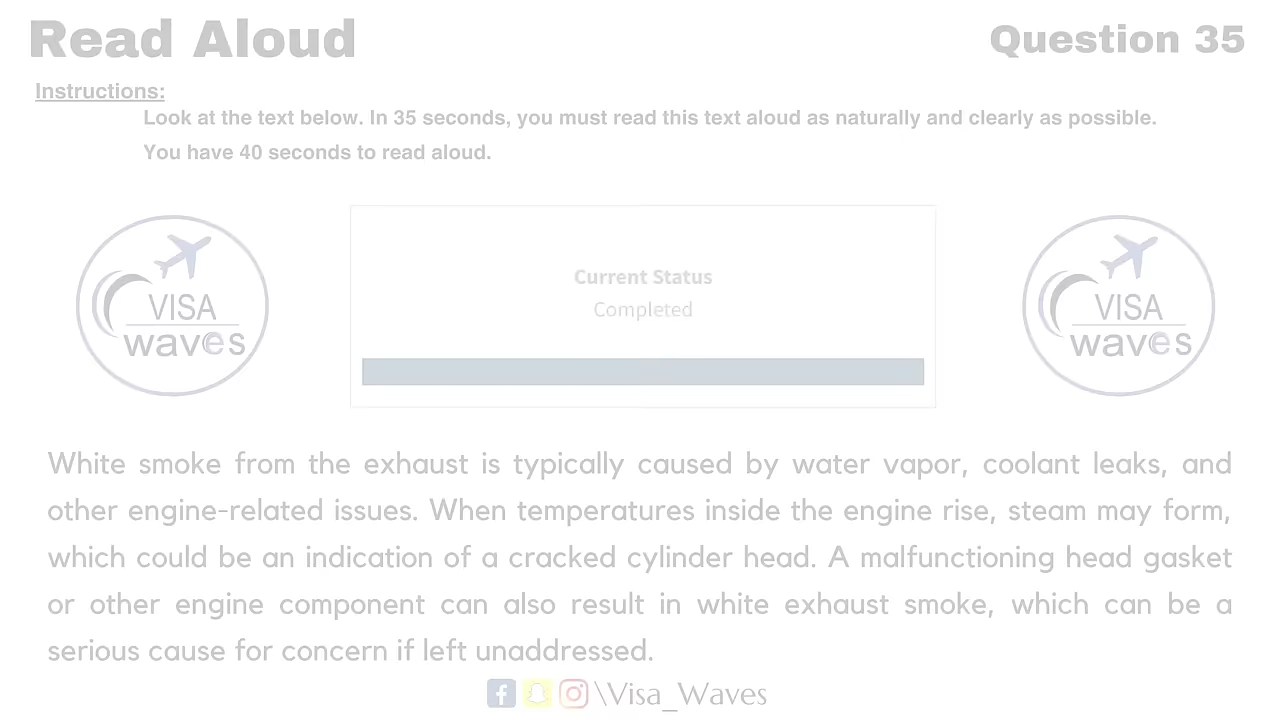 Read Aloud
Question 35
Instructions:
Look at the text below. In 35 seconds, you must read this text aloud as naturally and clearly as possible.
You have 40 seconds to read aloud.
VISA
waves
Current Status
Completed
VISA
waves
White smoke from the exhaust is typically caused by water vapor, coolant leaks, and
other engine-related issues. When temperatures inside the engine rise, steam may form,
which could be an indication of a cracked cylinder head. A malfunctioning head gasket
or other engine component can also result in white exhaust smoke, which can be a
serious cause for concern if left unaddressed.
\Visa_Waves